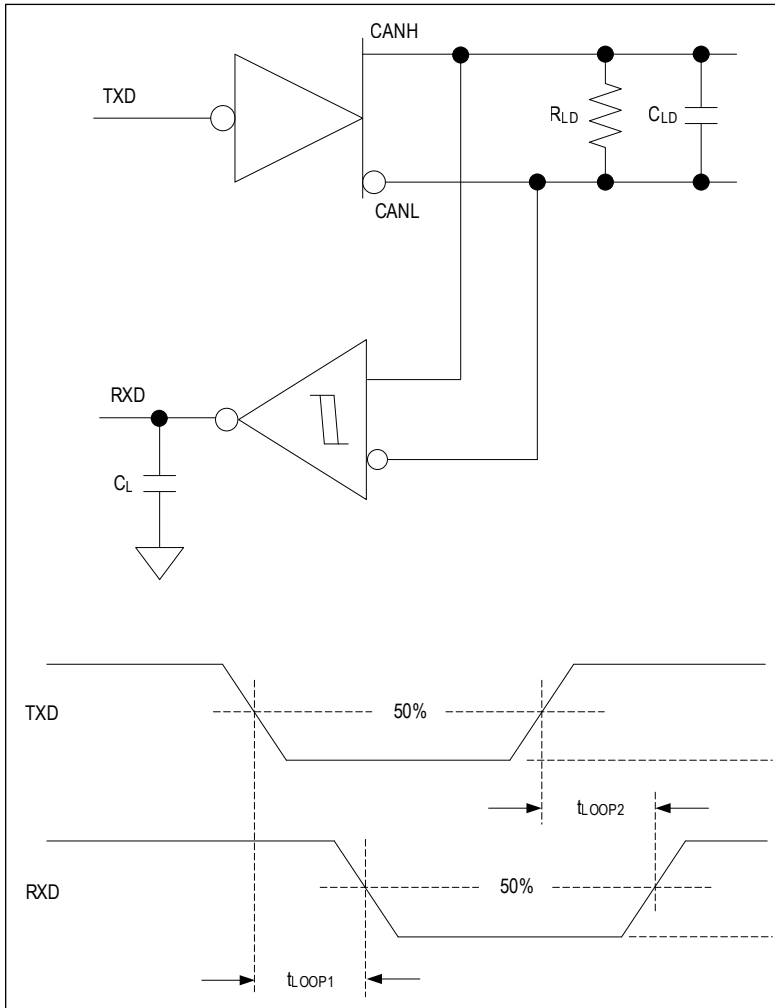 CANH
TXD
RLD
CLD
CANL
RXD
CL
TXD
50%
tLOOP2
RXD
50%
tLOOP1